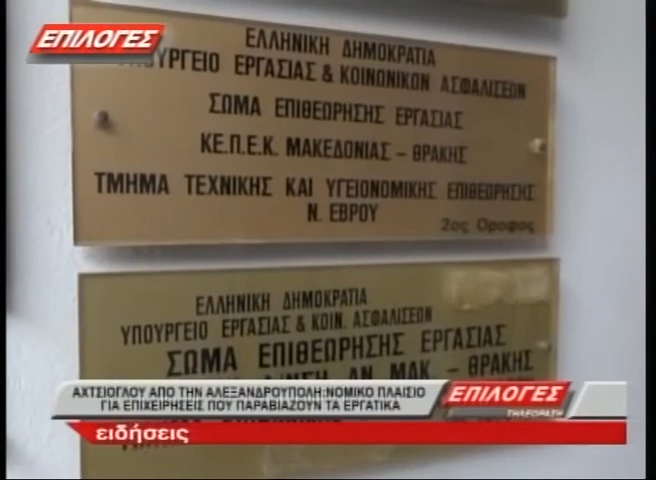 ΕΠΙΛΟΓΕΣ
ΕΛΛΗΝΙΚΗ ΔΗΜΟΚΡΑΤΙΑ
ΥΠΟΥΡΓΕΙΟ ΕΡΓΑΣΙΑΣ & ΚΟΙΝΩΝΙΚΩΝ ΑΣΦΑΛΙΣΕΩΝ
ΣΩΜΑ ΕΠΙΘΕΩΡΗΣΗΣ ΕΡΓΑΣΙΑΣ
ΚΕ.Π.Ε.Κ. ΜΑΚΕΔΟΝΙΑΣ – ΘΡΑΚΗΣ
ΤΜΗΜΑ ΤΕΧΝΙΚΗΣ ΚΑΙ ΥΓΕΙΟΝΟΜΙΚΗΣ ΕΠΙΘΕΩΡΗΣΗΣ
Ν. ΕΒΡΟΥ
2ος Οροφος
ΕΛΛΗΝΙΚΗ ΔΗΜΟΚΡΑΤΙΑ
ΥΠΟΥΡΓΕΙΟ ΕΡΓΑΣΙΑΣ & ΚΟΙΝ. ΑΣΦΑΛΙΣΕΩΝ
ΣΩΜΑ ΕΠΙΘΕΩΡΗΣΗΣ ΕΡΓΑΣΙΑΣ
ΑΝ. ΜΑΚ. – ΘΡΑΚΗΣ
ΑΧΤΣΙΟΓΛΟΥ ΑΠΟ ΤΗΝ ΑΛΕΞΑΝΔΡΟΥΠΟΛΗ:ΝΟΜΙΚΟ ΠΛΑΙΣΙΟ
ΓΙΑ ΕΠΙΧΕΙΡΗΣΕΙΣ ΠΟΥ ΠΑΡΑΒΙΑΖΟΥΝ ΤΑ ΕΡΓΑΤΙΚΑ
ΕΠΙΛΟΓΕΣ
ΤΗΛΕΟΡΑΣΗ
ειδήσεις